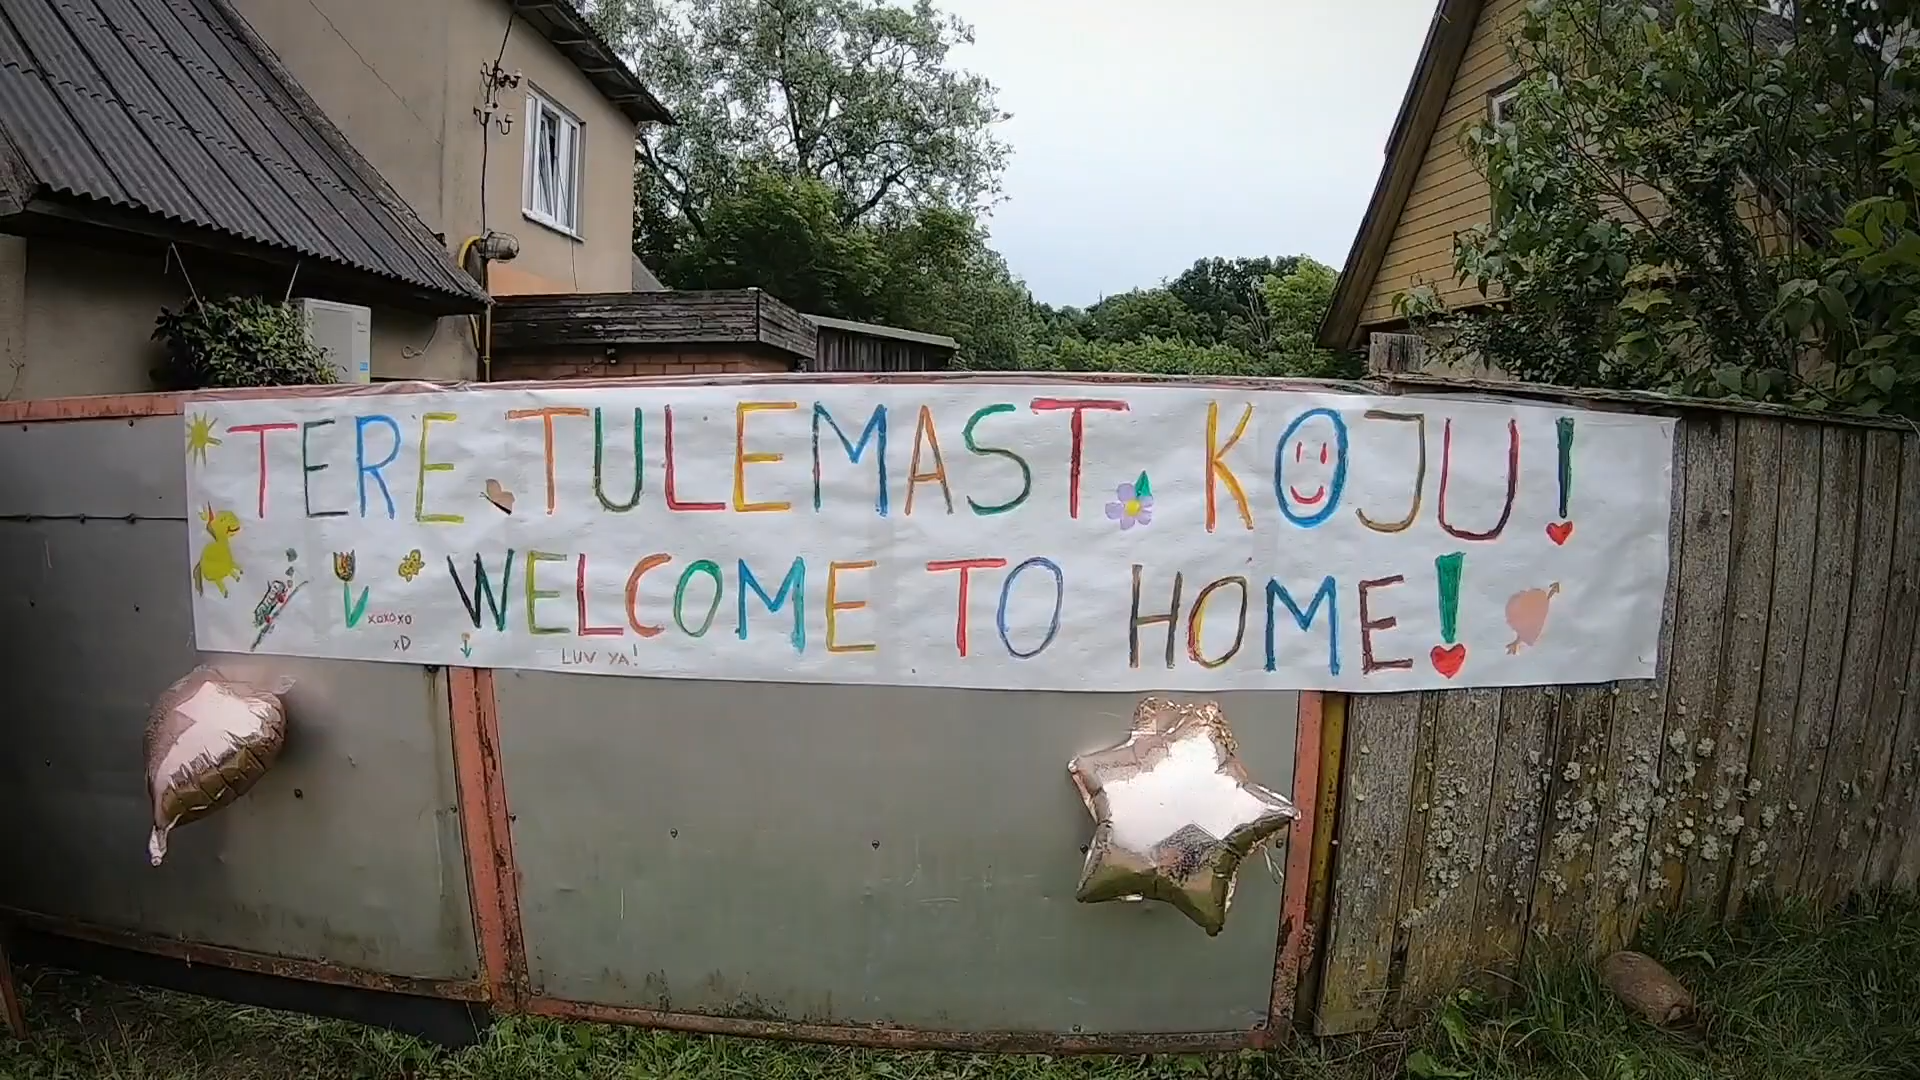 TERE TULEMAST KOJU!
WELCOME TO HOME!
XOXOXO
XD
LUV YA!